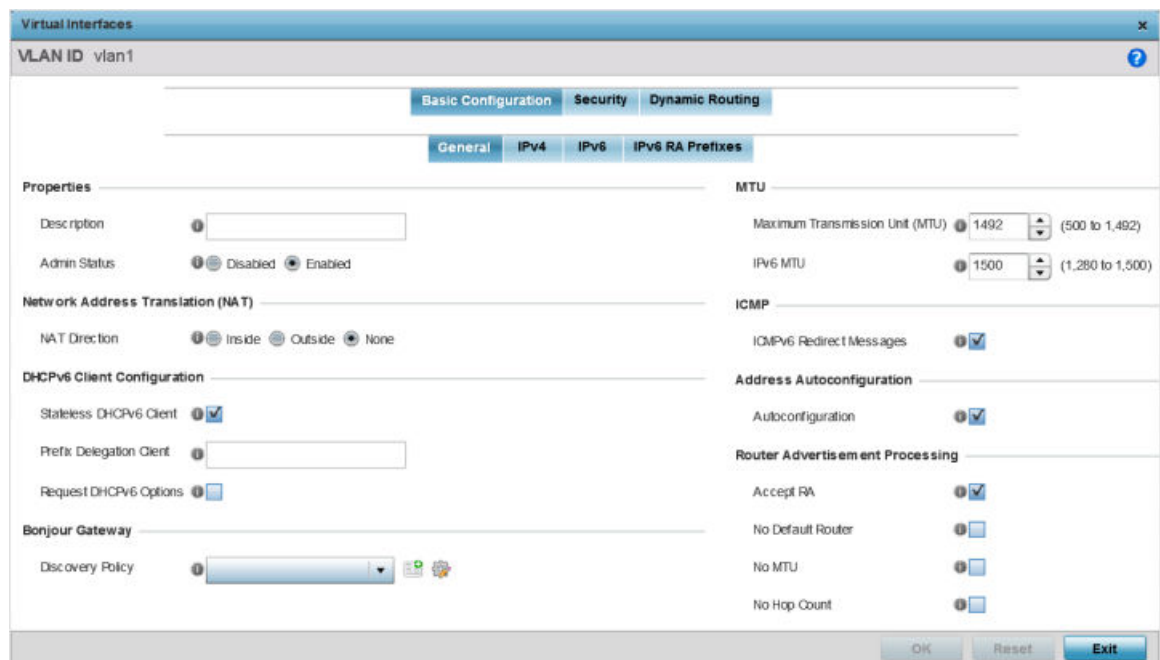 Virtual Interfaces
VLAN ID vlan1
Basic Configuration Security Dynamic Routing
General IPv4 IPv6 IPv6 RA Prefixes
Properties
Description
Admin Status Disabled Enabled
Network Address Translation (NAT)
NAT Direction Inside Outside None
DHCPv6 Client Configuration
Stateless DHCPv6 Client
Prefix Delegation Client
Request DHCPv6 Options
Bonjour Gateway
Discovery Policy
MTU
Maximum Transmission Unit (MTU) 1492 (500 to 1,492)
IPv6 MTU 1500 (1,280 to 1,500)
ICMP
ICMPv6 Redirect Messages
Address Autoconfiguration
Autoconfiguration
Router Advertisement Processing
Accept RA
No Default Router
No MTU
No Hop Count
OK Reset Exit